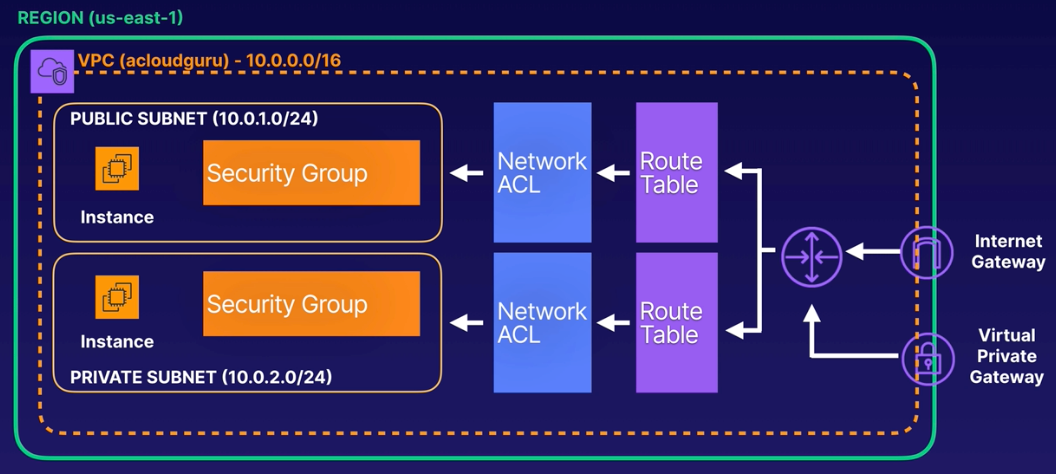 REGION (us-east-1)
VPC (acloudguru) - 10.0.0.0/16
PUBLIC SUBNET (10.0.1.0/24)
Instance
Security Group
Network
ACL
Route
Table
Internet
Gateway
Instance
Security Group
PRIVATE SUBNET (10.0.2.0/24)
Network
ACL
Route
Table
Virtual
Private
Gateway